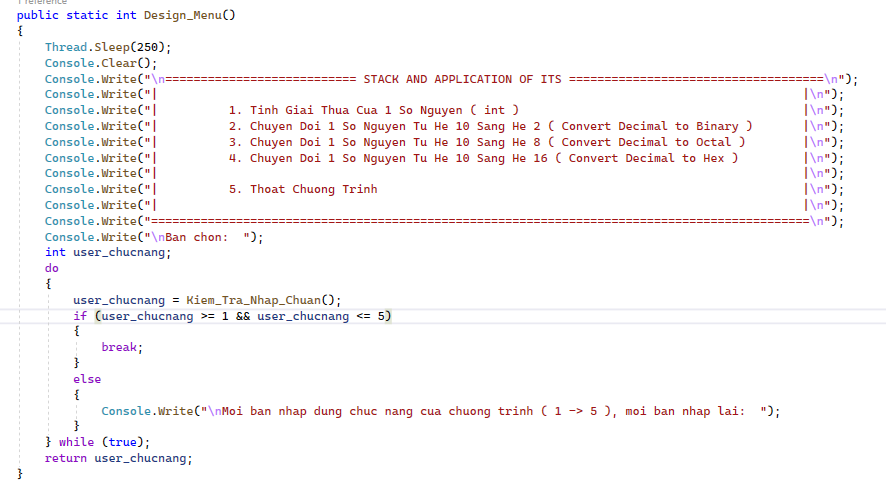 1 reference
public static int Design_Menu()
{
Thread.Sleep(250);
Console.Clear();
Console.Write("\n=========================== STACK AND APPLICATION OF ITS ====================================\n");
Console.Write("|                                                                                            |\n");
Console.Write("|          1. Tinh Giai Thua Cua 1 So Nguyen ( int )                                        |\n");
Console.Write("|          2. Chuyen Doi 1 So Nguyen Tu He 10 Sang He 2 ( Convert Decimal to Binary )       |\n");
Console.Write("|          3. Chuyen Doi 1 So Nguyen Tu He 10 Sang He 8 ( Convert Decimal to Octal )        |\n");
Console.Write("|          4. Chuyen Doi 1 So Nguyen Tu He 10 Sang He 16 ( Convert Decimal to Hex )         |\n");
Console.Write("|                                                                                            |\n");
Console.Write("|          5. Thoat Chuong Trinh                                                            |\n");
Console.Write("|                                                                                            |\n");
Console.Write("=============================================================================================\n");
Console.Write("\nBan chon:  ");
int user_chucnang;
do
{
user_chucnang = Kiem_Tra_Nhap_Chuan();
if (user_chucnang >= 1 && user_chucnang <= 5)
{
break;
}
else
{
Console.Write("\nMoi ban nhap dung chuc nang cua chuong trinh ( 1 -> 5 ), moi ban nhap lai:  ");
}
} while (true);
return user_chucnang;
}